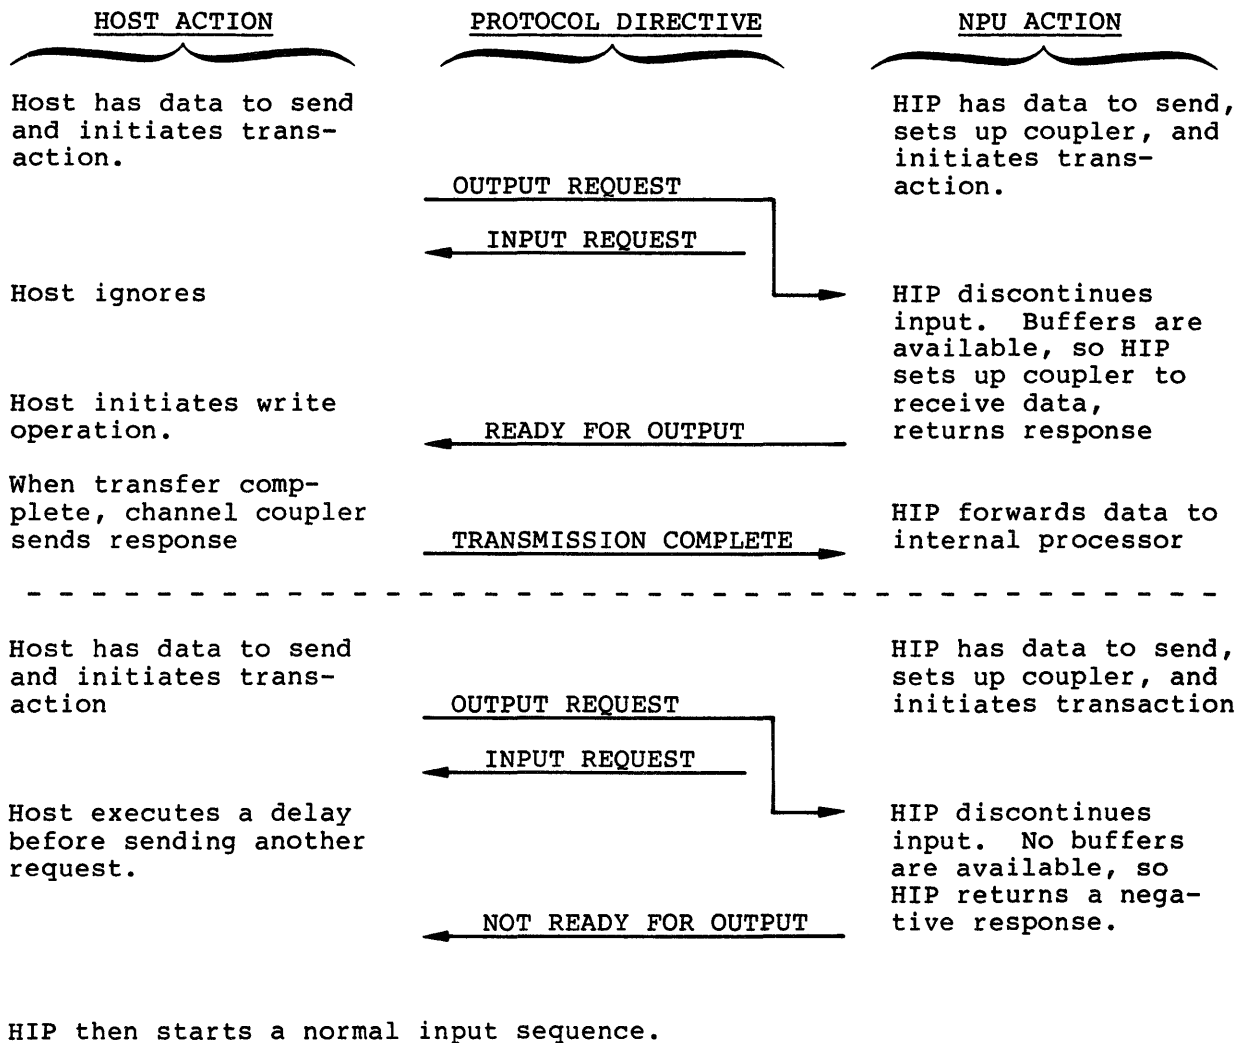 HOST ACTION
PROTOCOL DIRECTIVE
NPU ACTION
Host has data to send
and initiates trans-
action.
HIP has data to send,
sets up coupler, and
initiates trans-
action.
OUTPUT REQUEST
INPUT REQUEST
Host ignores
HIP discontinues
input. Buffers are
available, so HIP
sets up coupler to
receive data,
returns response
Host initiates write
operation.
READY FOR OUTPUT
When transfer comp-
plete, channel coupler
sends response
TRANSMISSION COMPLETE
HIP forwards data to
internal processor
Host has data to send
and initiates trans-
action
HIP has data to send,
sets up coupler, and
initiates transaction
OUTPUT REQUEST
INPUT REQUEST
Host executes a delay
before sending another
request.
HIP discontinues
input. No buffers
are available, so
HIP returns a nega-
tive response.
NOT READY FOR OUTPUT
HIP then starts a normal input sequence.